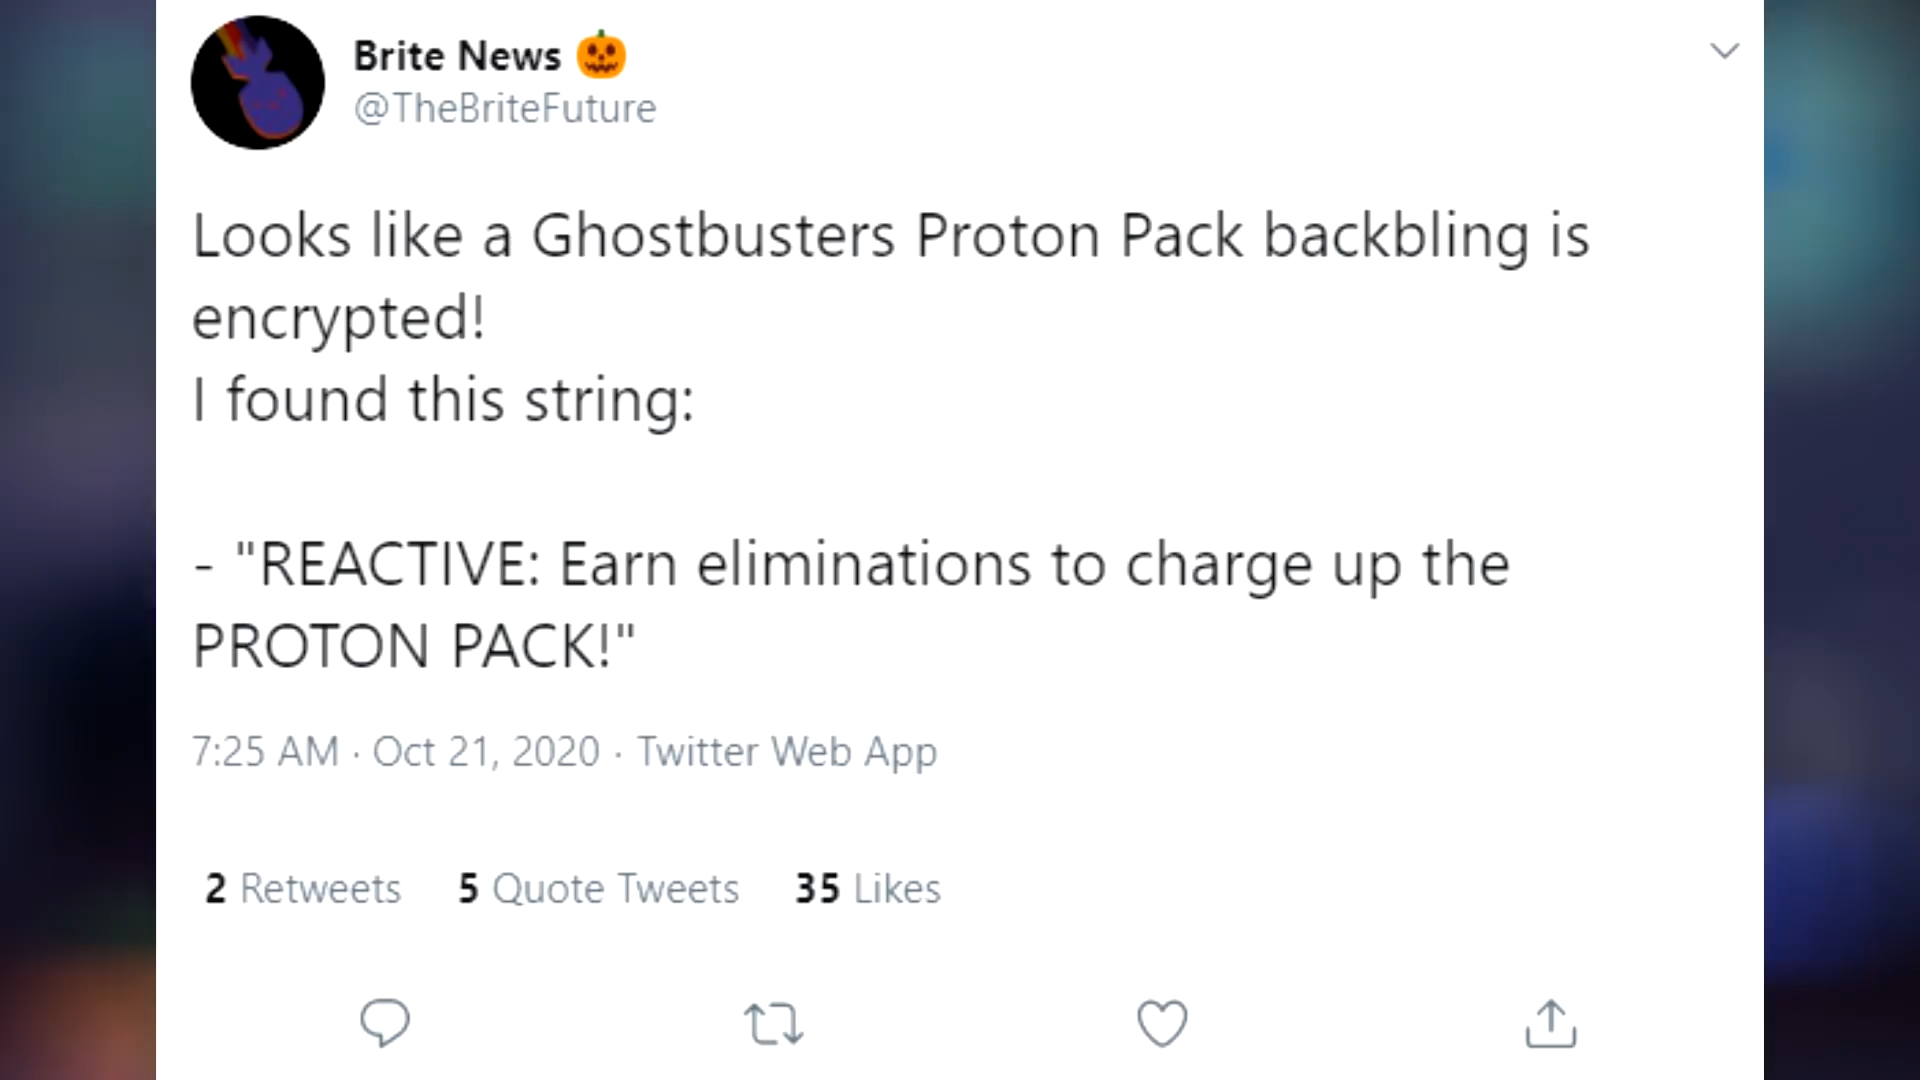 Brite News 🎃
@TheBriteFuture
Looks like a Ghostbusters Proton Pack backbling is
encrypted!
I found this string:
- "REACTIVE: Earn eliminations to charge up the
PROTON PACK!"
7:25 AM · Oct 21, 2020 · Twitter Web App
2 Retweets 5 Quote Tweets 35 Likes